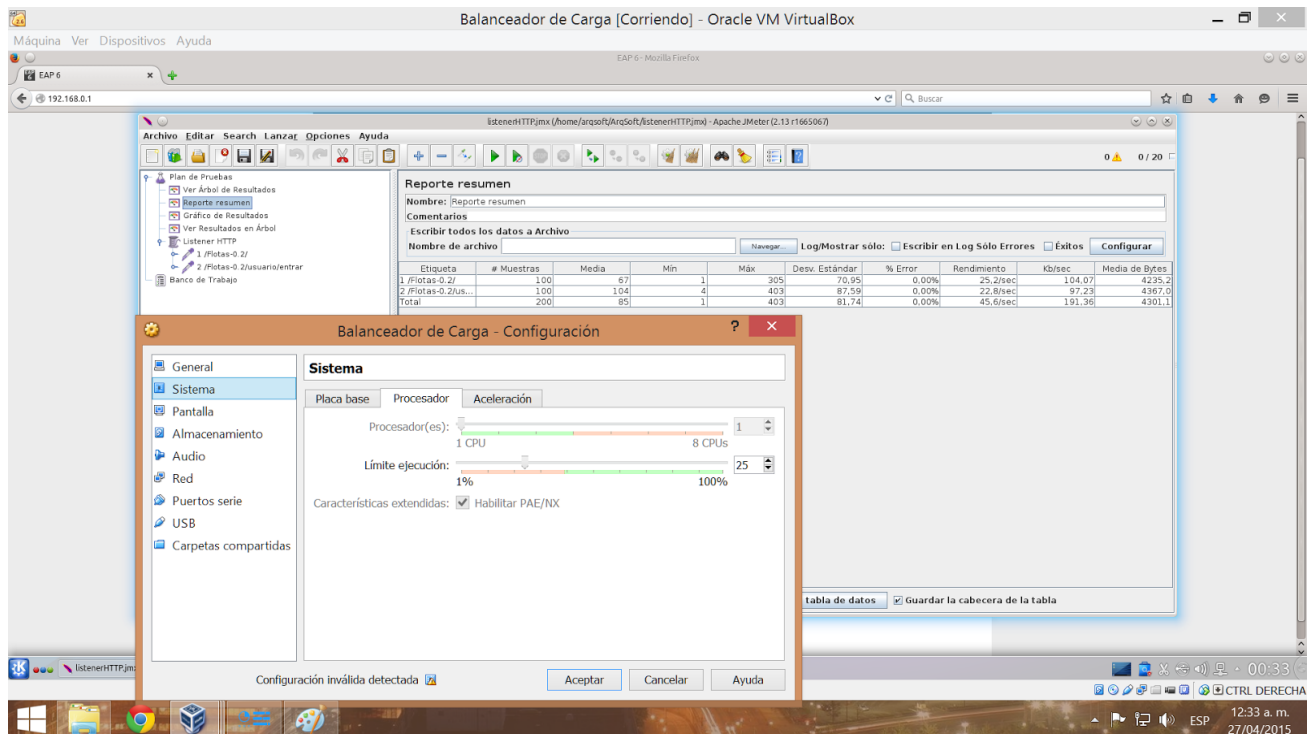 Balanceador de Carga [Corriendo] - Oracle VM VirtualBox
Máquina Ver Dispositivos Ayuda
EAP 6 - Mozilla Firefox
EAP 6
192.168.0.1
Buscar
listenerHTTP.jmx (/home/arqsoft/ArqSoft/listenerHTTP.jmx) - Apache JMeter (2.13 r1665067)
Archivo Editar Search Lanzar Opciones Ayuda
0 0 / 20
Plan de Pruebas
Ver Árbol de Resultados
Reporte resumen
Gráfico de Resultados
Ver Resultados en Árbol
Listener HTTP
1 /Flotas-0.2/
2 /Flotas-0.2/usuario/entrar
Banco de Trabajo
Reporte resumen
Nombre: Reporte resumen
Comentarios
Escribir todos los datos a Archivo
Nombre de archivo Navegar... Log/Mostrar sólo: Escribir en Log Sólo Errores Éxitos Configurar
Etiqueta # Muestras Media Mín Máx Desv. Estándar % Error Rendimiento Kb/sec Media de Bytes
1 /Flotas-0.2/ 100 67 1 305 70,95 0,00% 25,2/sec 104,07 4235,2
2 /Flotas-0.2/us... 100 104 4 403 87,59 0,00% 22,8/sec 97,23 4367,0
Total 200 85 1 403 81,74 0,00% 45,6/sec 191,36 4301,1
Balanceador de Carga - Configuración ?
General
Sistema
Pantalla
Almacenamiento
Audio
Red
Puertos serie
USB
Carpetas compartidas
Sistema
Placa base Procesador Aceleración
Procesador(es): 1
1 CPU 8 CPUs
Límite ejecución: 25
1% 100%
Características extendidas: Habilitar PAE/NX
Configuración inválida detectada
Aceptar Cancelar Ayuda
tabla de datos Guardar la cabecera de la tabla
listenerHTTP.jm
00:33
CTRL DERECHA
ESP
12:33 a. m.
27/04/2015